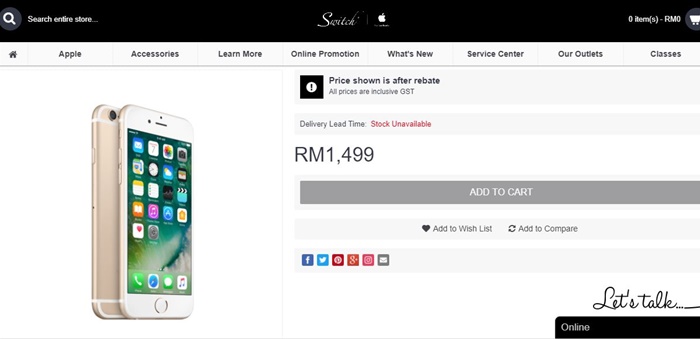 Search entire store...
Switch
0 item(s) - RM0
Apple
Accessories
Learn More
Online Promotion
What's New
Service Center
Our Outlets
Classes
Price shown is after rebate
All prices are inclusive GST
Delivery Lead Time: Stock Unavailable
RM1,499
ADD TO CART
Add to Wish List
Add to Compare
Let's talk...
Online